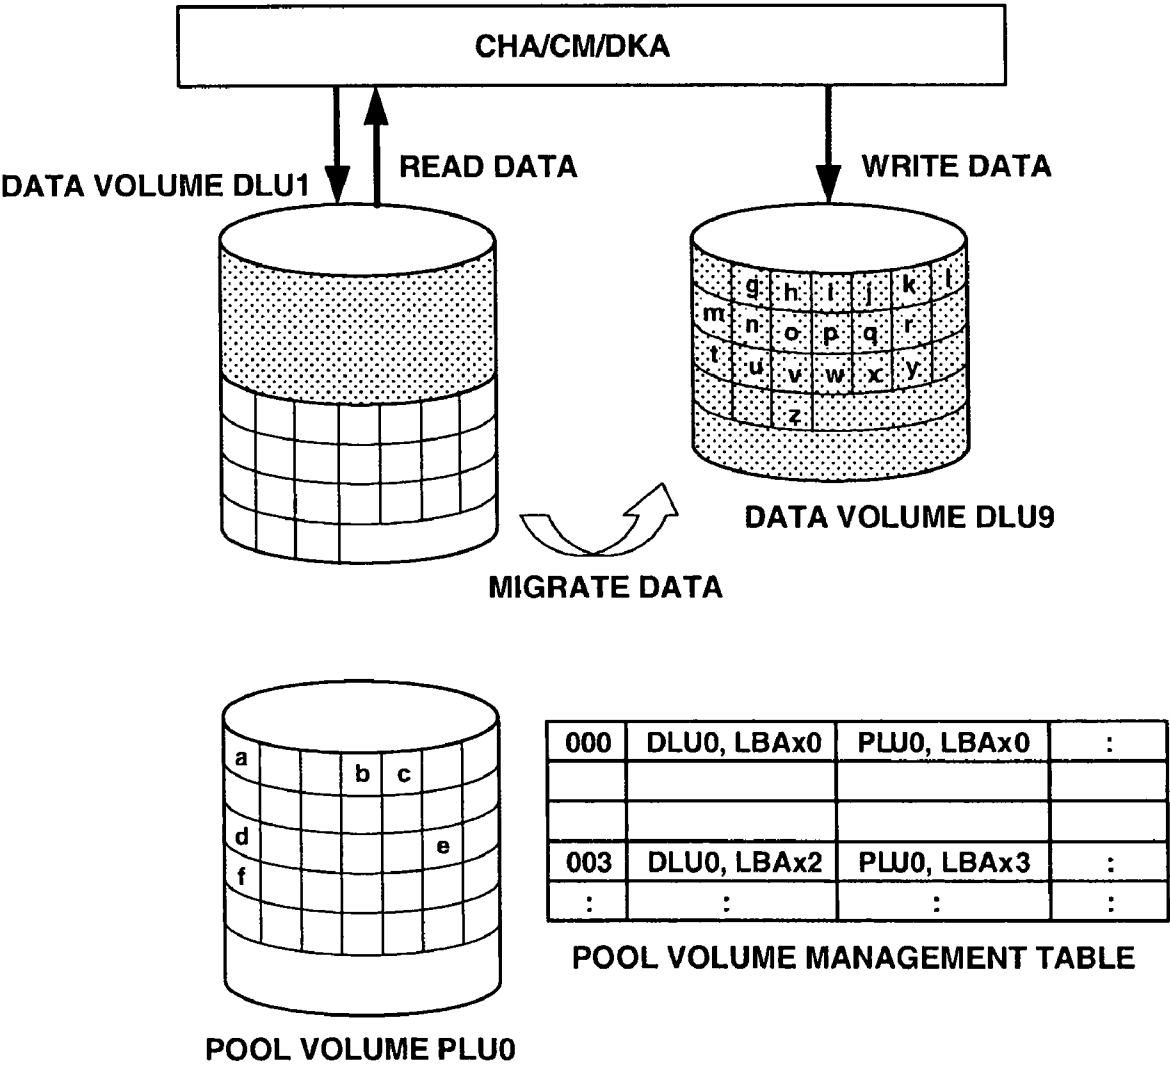 CHA/CM/DKA
READ DATA
WRITE DATA
DATA VOLUME DLU1
g h i j k l
m n o p q r
t u v w x y
z
DATA VOLUME DLU9
MIGRATE DATA
a b c
d e
f
000 DLU0, LBAx0 PLU0, LBAx0 :
003 DLU0, LBAx2 PLU0, LBAx3 :
: : : :
POOL VOLUME MANAGEMENT TABLE
POOL VOLUME PLU0